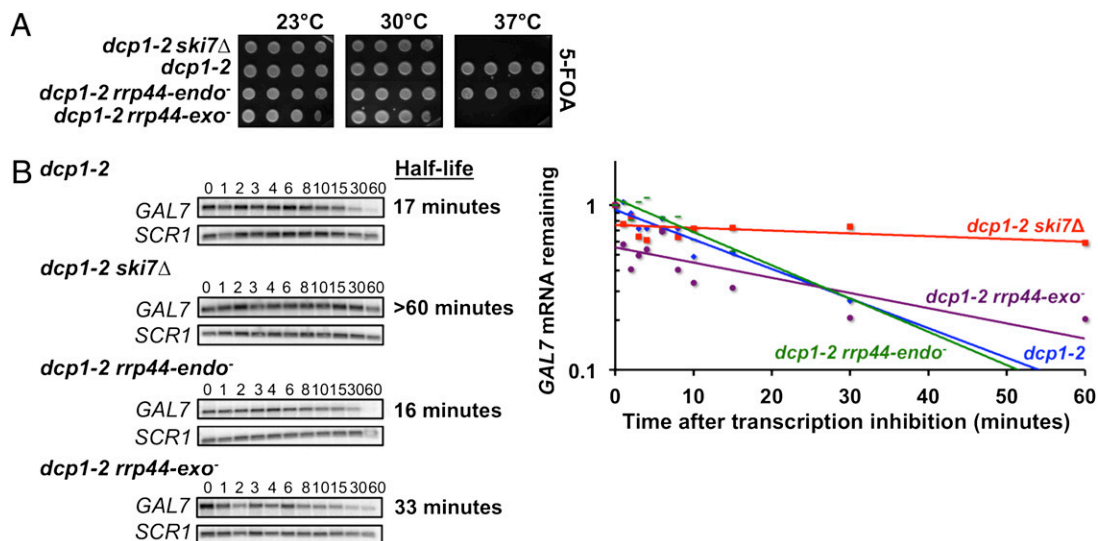 A
23°C 30°C 37°C
dcp1-2 ski7Δ
dcp1-2
dcp1-2 rrp44-endo-
dcp1-2 rrp44-exo-
5-FOA
B
dcp1-2
Half-life
0 1 2 3 4 6 8 10 15 30 60
GAL7
17 minutes
SCR1
dcp1-2 ski7Δ
0 1 2 3 4 6 8 10 15 30 60
GAL7
>60 minutes
SCR1
dcp1-2 rrp44-endo-
0 1 2 3 4 6 8 10 15 30 60
GAL7
16 minutes
SCR1
dcp1-2 rrp44-exo-
0 1 2 3 4 6 8 10 15 30 60
GAL7
33 minutes
SCR1
GAL7 mRNA remaining
1
0.1
dcp1-2 ski7Δ
dcp1-2 rrp44-exo-
dcp1-2 rrp44-endo-
dcp1-2
0 10 20 30 40 50 60
Time after transcription inhibition (minutes)